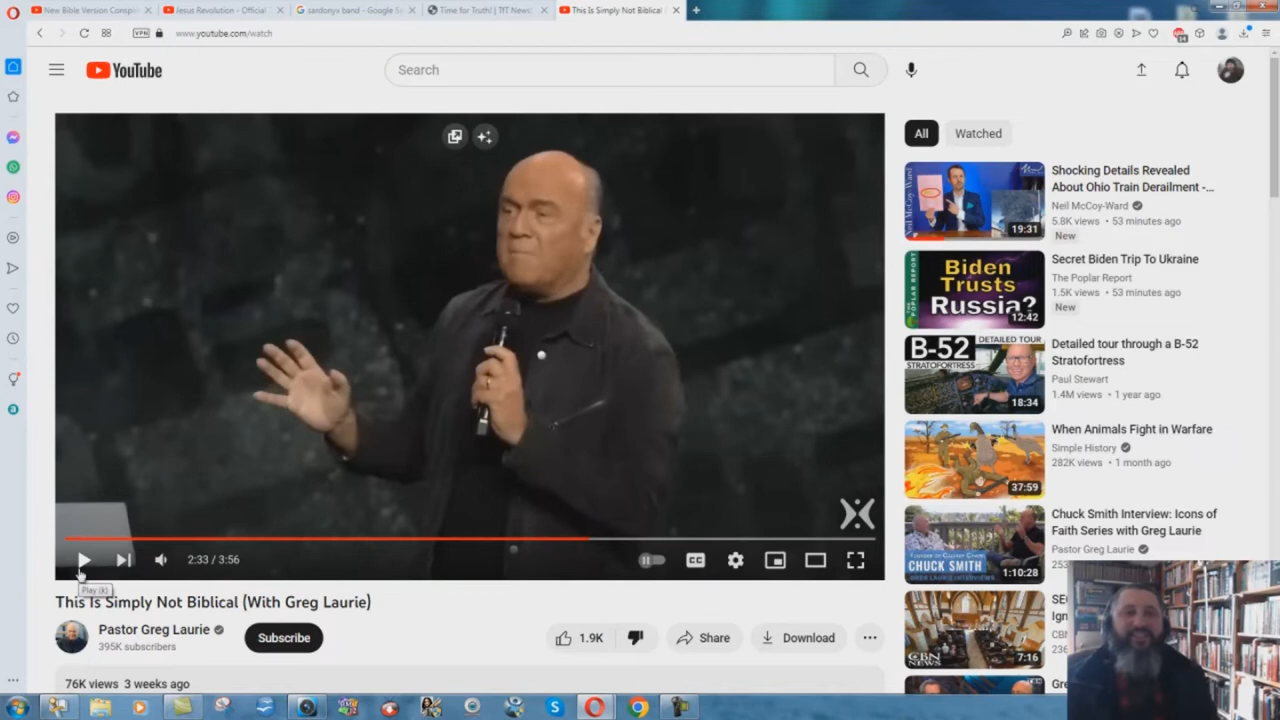 New Bible Version Conspi
Jesus Revolution - Official
sardonyx band - Google Se
Time for Truth! | TfT News
This Is Simply Not Biblical
VPN
www.youtube.com/watch
YouTube
Search
All
Watched
Shocking Details Revealed
About Ohio Train Derailment -...
Neil McCoy-Ward
5.8K views • 53 minutes ago
New
19:31
Biden
Trusts
Russia?
12:42
Secret Biden Trip To Ukraine
The Poplar Report
1.5K views • 53 minutes ago
New
B-52
STRATOFORTRESS
DETAILED TOUR
18:34
Detailed tour through a B-52
Stratofortress
Paul Stewart
1.4M views • 1 year ago
When Animals Fight in Warfare
Simple History
282K views • 1 month ago
37:59
Chuck Smith Interview: Icons of
Faith Series with Greg Laurie
Pastor Greg Laurie
CHUCK SMITH
1:10:28
2:33 / 3:56
CC
Play (k)
This Is Simply Not Biblical (With Greg Laurie)
Pastor Greg Laurie
395K subscribers
Subscribe
1.9K
Share
Download
CBN
NEWS
7:16
76K views 3 weeks ago